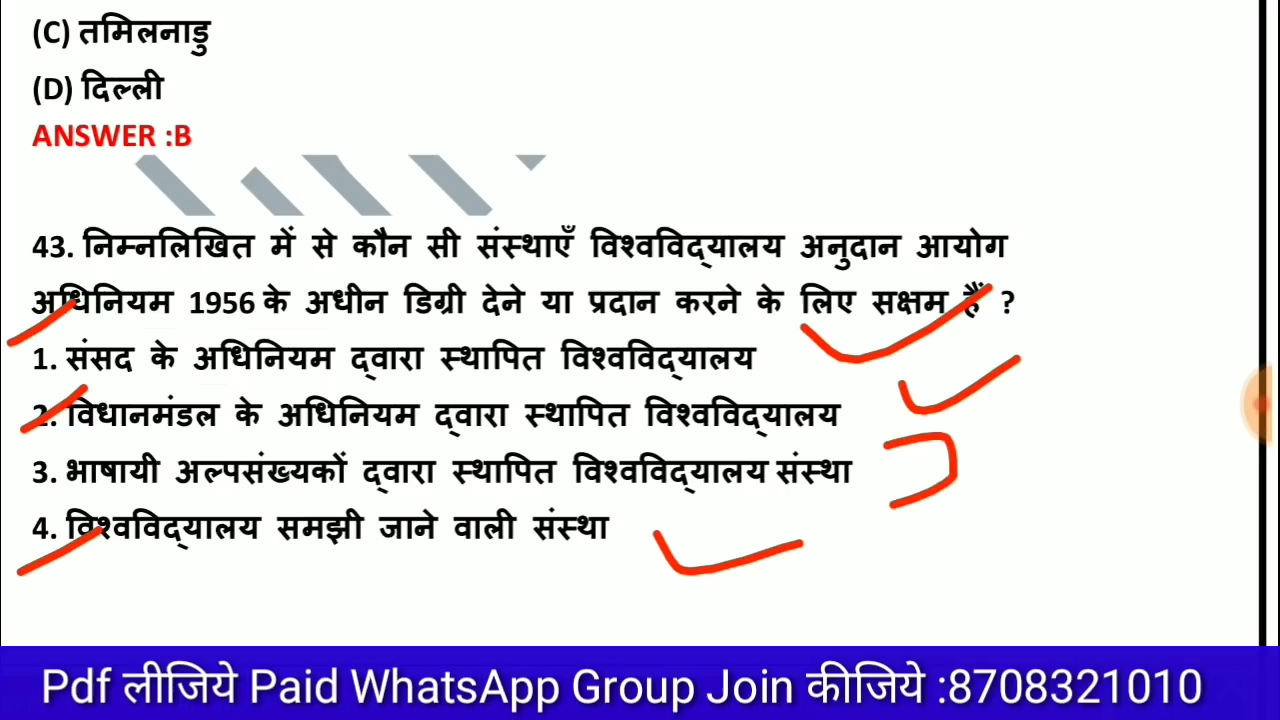 (C) तमिलनाडु
(D) दिल्ली
ANSWER :B
43. निम्नलिखित में से कौन सी संस्थाएँ विश्वविद्यालय अनुदान आयोग
अधिनियम 1956 के अधीन डिग्री देने या प्रदान करने के लिए सक्षम हैं ?
1. संसद के अधिनियम द्वारा स्थापित विश्वविद्यालय
2. विधानमंडल के अधिनियम द्वारा स्थापित विश्वविद्यालय
3. भाषायी अल्पसंख्यकों द्वारा स्थापित विश्वविद्यालय संस्था
4. विश्वविद्यालय समझी जाने वाली संस्था
Pdf लीजिये Paid WhatsApp Group Join कीजिये :8708321010